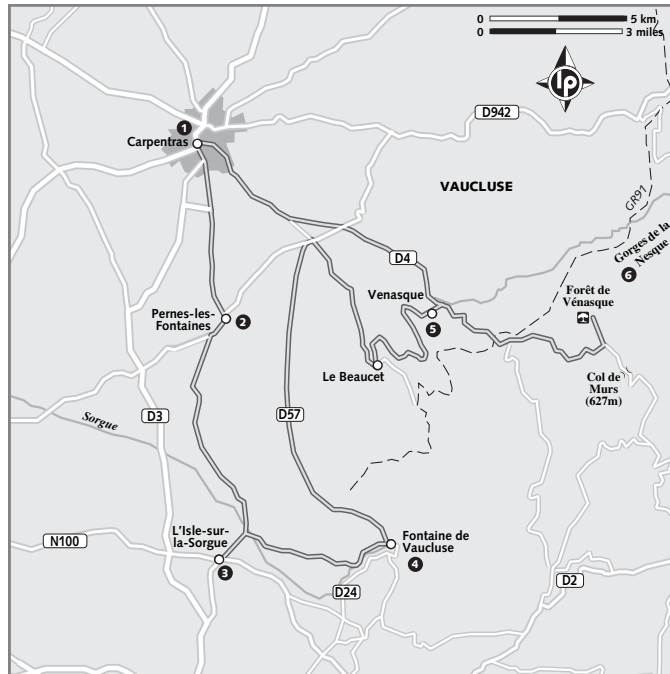 0 5 km
0 3 miles
lp
D942
1
Carpentras
VAUCLUSE
GR91
Gorges de la
Nesque
6
D4
Forêt de
Vénasque
Venasque
5
Pernes-les-
Fontaines
2
Le Beaucet
Col de
Murs
(627m)
D3
Sorgue
D57
L'Isle-sur-
la-Sorgue
3
N100
Fontaine de
Vaucluse
4
D24
D2